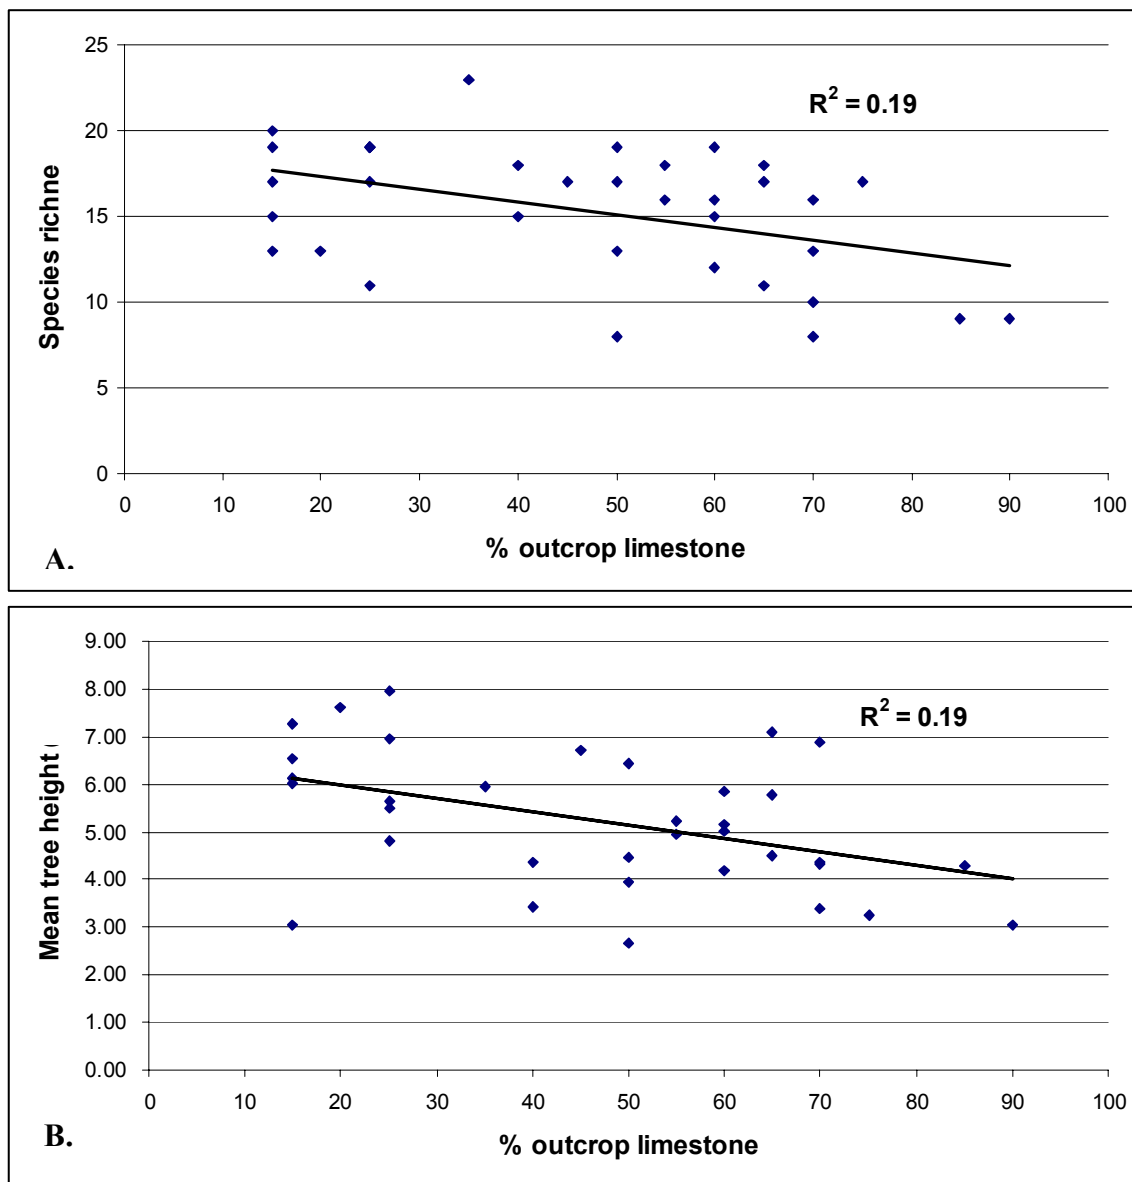 25
20
15
10
5
0
Species richne
R² = 0.19
0 10 20 30 40 50 60 70 80 90 100
% outcrop limestone
A.
9.00
8.00
7.00
6.00
5.00
4.00
3.00
2.00
1.00
0.00
Mean tree height (
R² = 0.19
0 10 20 30 40 50 60 70 80 90 100
% outcrop limestone
B.